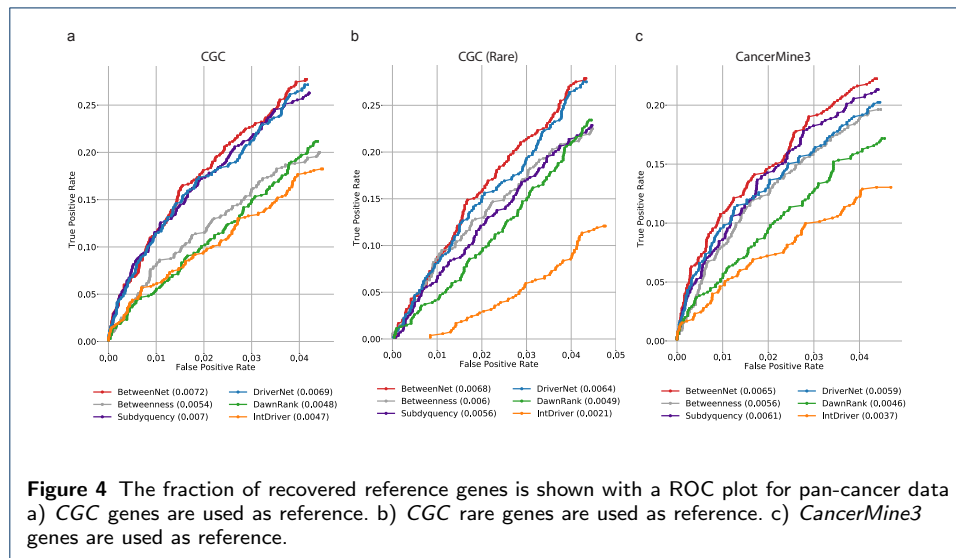 a
CGC
True Positive Rate
0,25
0,20
0,15
0,10
0,05
0,00
0,00 0,01 0,02 0,03 0,04
False Positive Rate
BetweenNet (0.0072) DriverNet (0.0069)
Betweenness (0.0054) DawnRank (0.0048)
Subdyquency (0.007) IntDriver (0.0047)
b
CGC (Rare)
True Positive Rate
0,25
0,20
0,15
0,10
0,05
0,00
0,00 0,01 0,02 0,03 0,04 0,05
False Positive Rate
BetweenNet (0.0068) DriverNet (0.0064)
Betweenness (0.006) DawnRank (0.0049)
Subdyquency (0.0056) IntDriver (0.0021)
c
CancerMine3
True Positive Rate
0,20
0,15
0,10
0,05
0,00
0,00 0,01 0,02 0,03 0,04
False Positive Rate
BetweenNet (0.0065) DriverNet (0.0059)
Betweenness (0.0056) DawnRank (0.0046)
Subdyquency (0.0061) IntDriver (0.0037)
Figure 4 The fraction of recovered reference genes is shown with a ROC plot for pan-cancer data
a) CGC genes are used as reference. b) CGC rare genes are used as reference. c) CancerMine3
genes are used as reference.